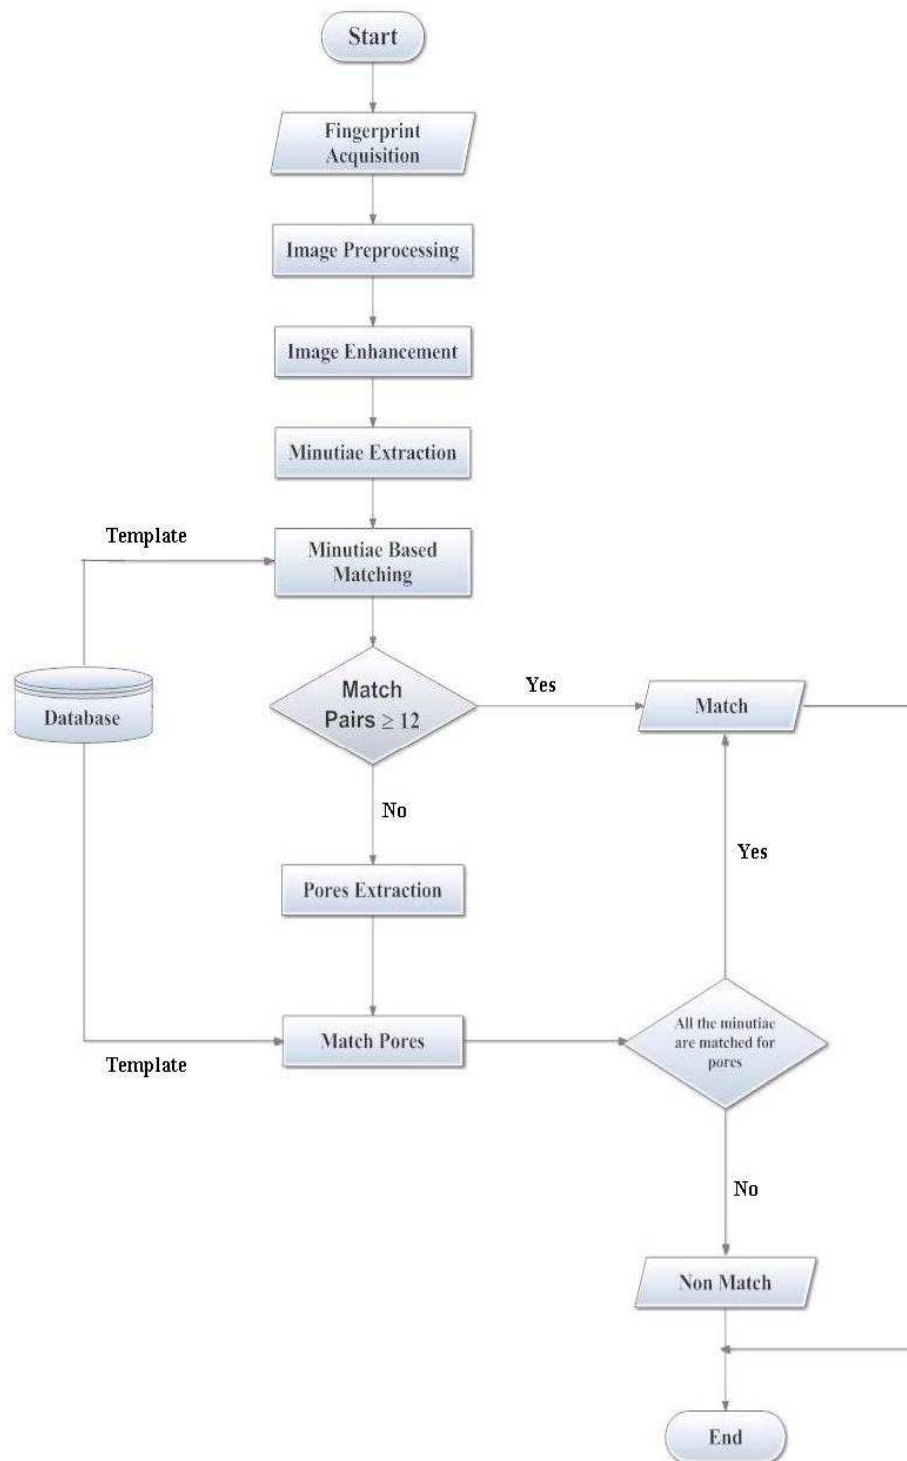 Start
Fingerprint
Acquisition
Image Preprocessing
Image Enhancement
Minutiae Extraction
Template
Minutiae Based
Matching
Database
Match
Pairs ≥ 12
Yes
Match
No
Yes
Pores Extraction
Match Pores
Template
All the minutiae
are matched for
pores
No
Non Match
End